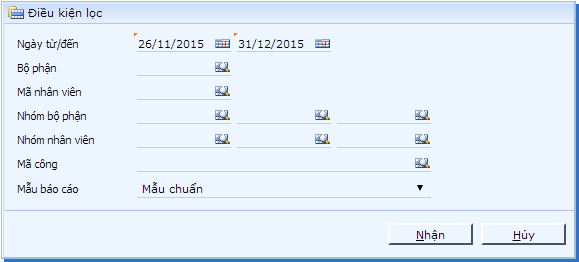 Điều kiện lọc
Ngày từ/đến 26/11/2015 31/12/2015
Bộ phận
Mã nhân viên
Nhóm bộ phận
Nhóm nhân viên
Mã công
Mẫu báo cáo Mẫu chuẩn
Nhận Hủy